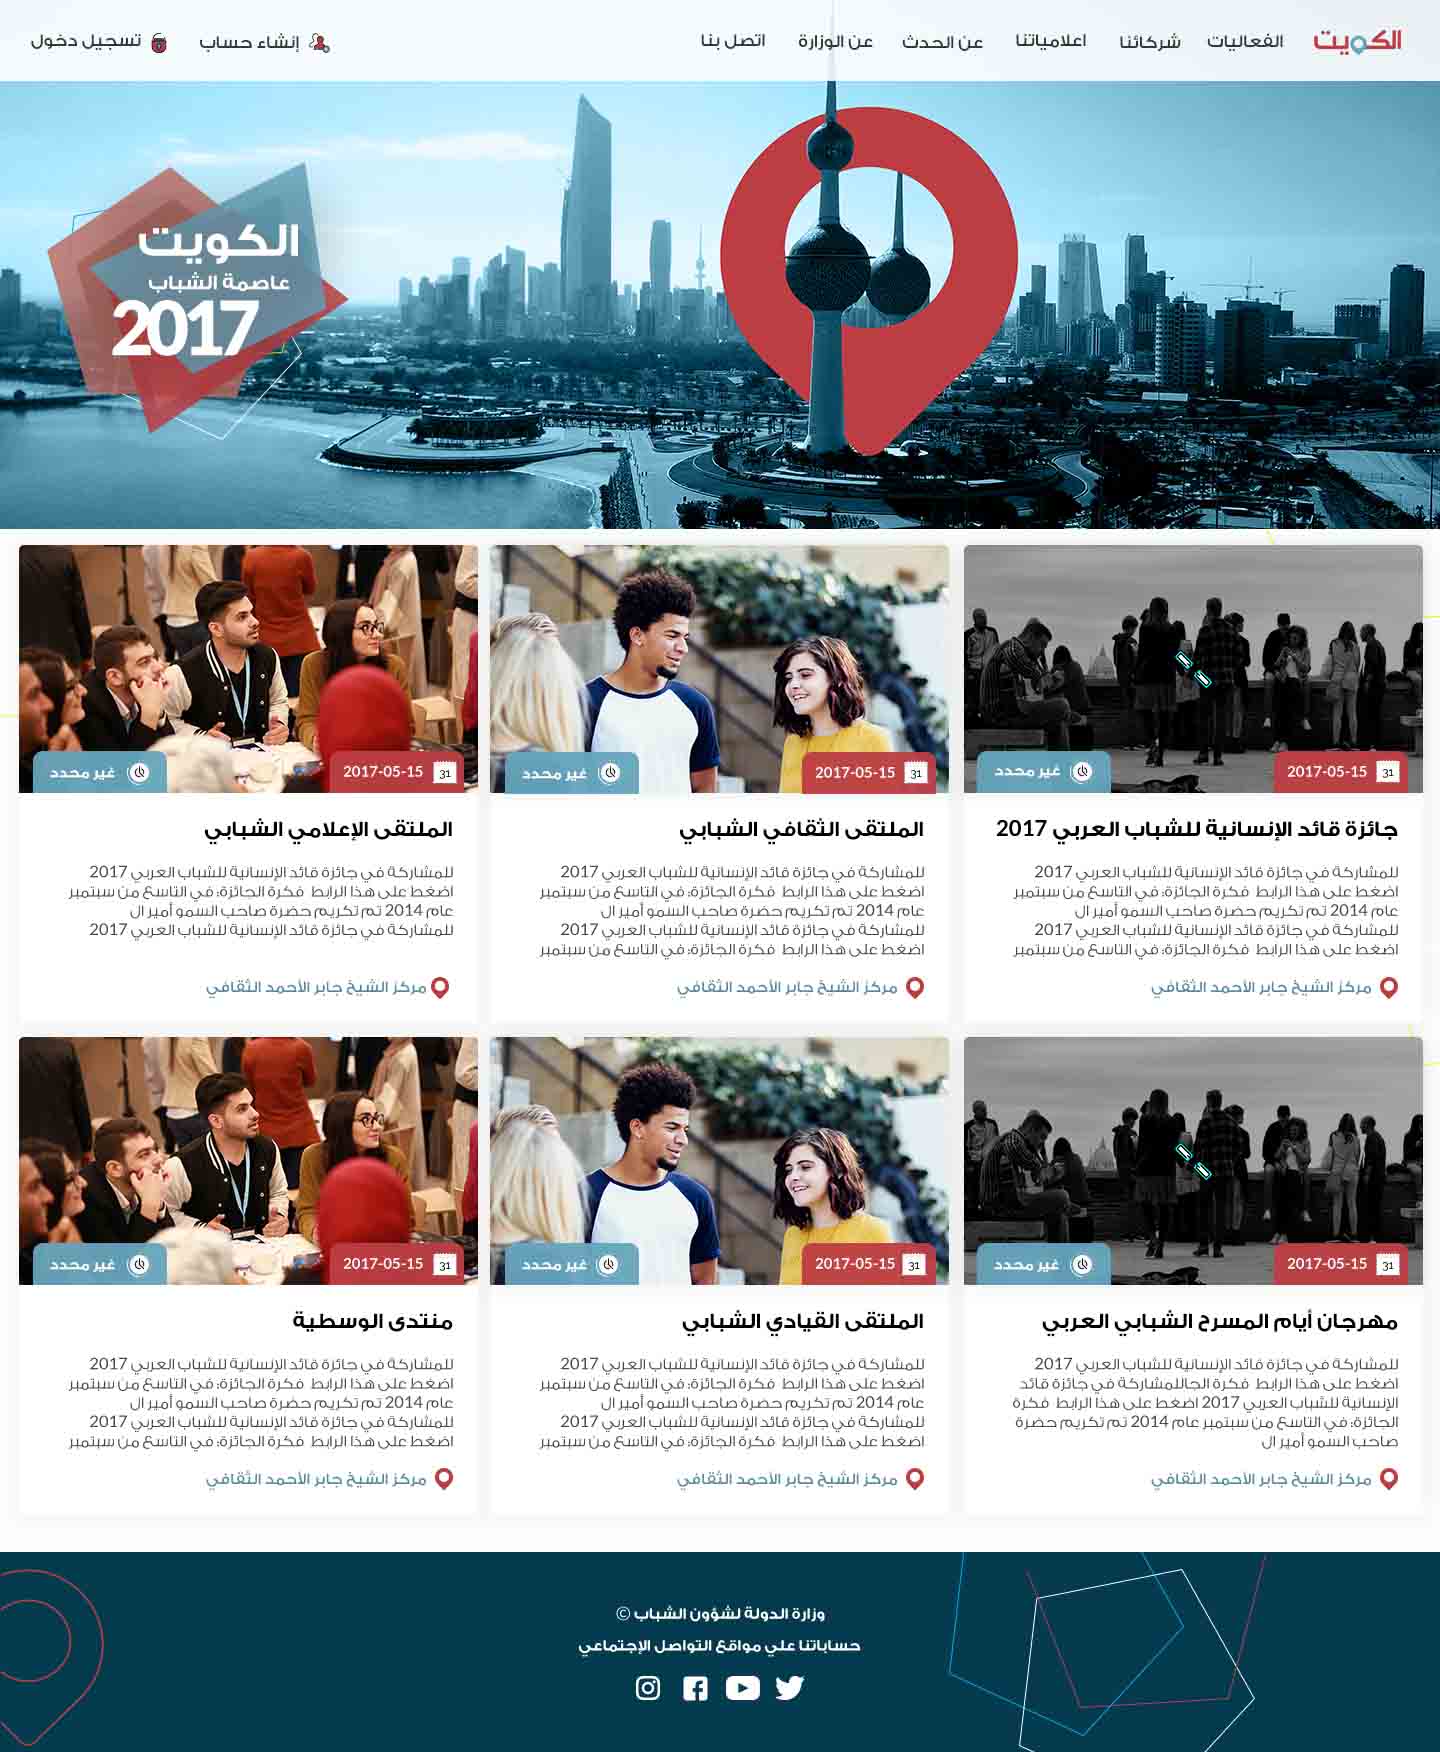 الكويت
الفعاليات
شركائنا
اعلامياتنا
عن الحدث
عن الوزارة
اتصل بنا
إنشاء حساب
تسجيل دخول
الكويت
عاصمة الشباب
2017
31 2017-05-15
غير محدد
جائزة قائد الإنسانية للشباب العربي 2017
للمشاركة في جائزة قائد الإنسانية للشباب العربي 2017
اضغط على هذا الرابط فكرة الجائزة: في التاسع من سبتمبر
عام 2014 تم تكريم حضرة صاحب السمو أمير ال
للمشاركة في جائزة قائد الإنسانية للشباب العربي 2017
اضغط على هذا الرابط فكرة الجائزة: في التاسع من سبتمبر
مركز الشيخ جابر الأحمد الثقافي
31 2017-05-15
غير محدد
الملتقى الثقافي الشبابي
للمشاركة في جائزة قائد الإنسانية للشباب العربي 2017
اضغط على هذا الرابط فكرة الجائزة: في التاسع من سبتمبر
عام 2014 تم تكريم حضرة صاحب السمو أمير ال
للمشاركة في جائزة قائد الإنسانية للشباب العربي 2017
اضغط على هذا الرابط فكرة الجائزة: في التاسع من سبتمبر
مركز الشيخ جابر الأحمد الثقافي
31 2017-05-15
غير محدد
الملتقى الإعلامي الشبابي
للمشاركة في جائزة قائد الإنسانية للشباب العربي 2017
اضغط على هذا الرابط فكرة الجائزة: في التاسع من سبتمبر
عام 2014 تم تكريم حضرة صاحب السمو أمير ال
للمشاركة في جائزة قائد الإنسانية للشباب العربي 2017
مركز الشيخ جابر الأحمد الثقافي
31 2017-05-15
غير محدد
مهرجان أيام المسرح الشبابي العربي
للمشاركة في جائزة قائد الإنسانية للشباب العربي 2017
اضغط على هذا الرابط فكرة الجاللمشاركة في جائزة قائد
الإنسانية للشباب العربي 2017 اضغط على هذا الرابط فكرة
الجائزة: في التاسع من سبتمبر عام 2014 تم تكريم حضرة
صاحب السمو أمير ال
مركز الشيخ جابر الأحمد الثقافي
31 2017-05-15
غير محدد
الملتقى القيادي الشبابي
للمشاركة في جائزة قائد الإنسانية للشباب العربي 2017
اضغط على هذا الرابط فكرة الجائزة: في التاسع من سبتمبر
عام 2014 تم تكريم حضرة صاحب السمو أمير ال
للمشاركة في جائزة قائد الإنسانية للشباب العربي 2017
اضغط على هذا الرابط فكرة الجائزة: في التاسع من سبتمبر
مركز الشيخ جابر الأحمد الثقافي
31 2017-05-15
غير محدد
منتدى الوسطية
للمشاركة في جائزة قائد الإنسانية للشباب العربي 2017
اضغط على هذا الرابط فكرة الجائزة: في التاسع من سبتمبر
عام 2014 تم تكريم حضرة صاحب السمو أمير ال
للمشاركة في جائزة قائد الإنسانية للشباب العربي 2017
اضغط على هذا الرابط فكرة الجائزة: في التاسع من سبتمبر
مركز الشيخ جابر الأحمد الثقافي
وزارة الدولة لشؤون الشباب ©
حساباتنا علي مواقع التواصل الإجتماعي